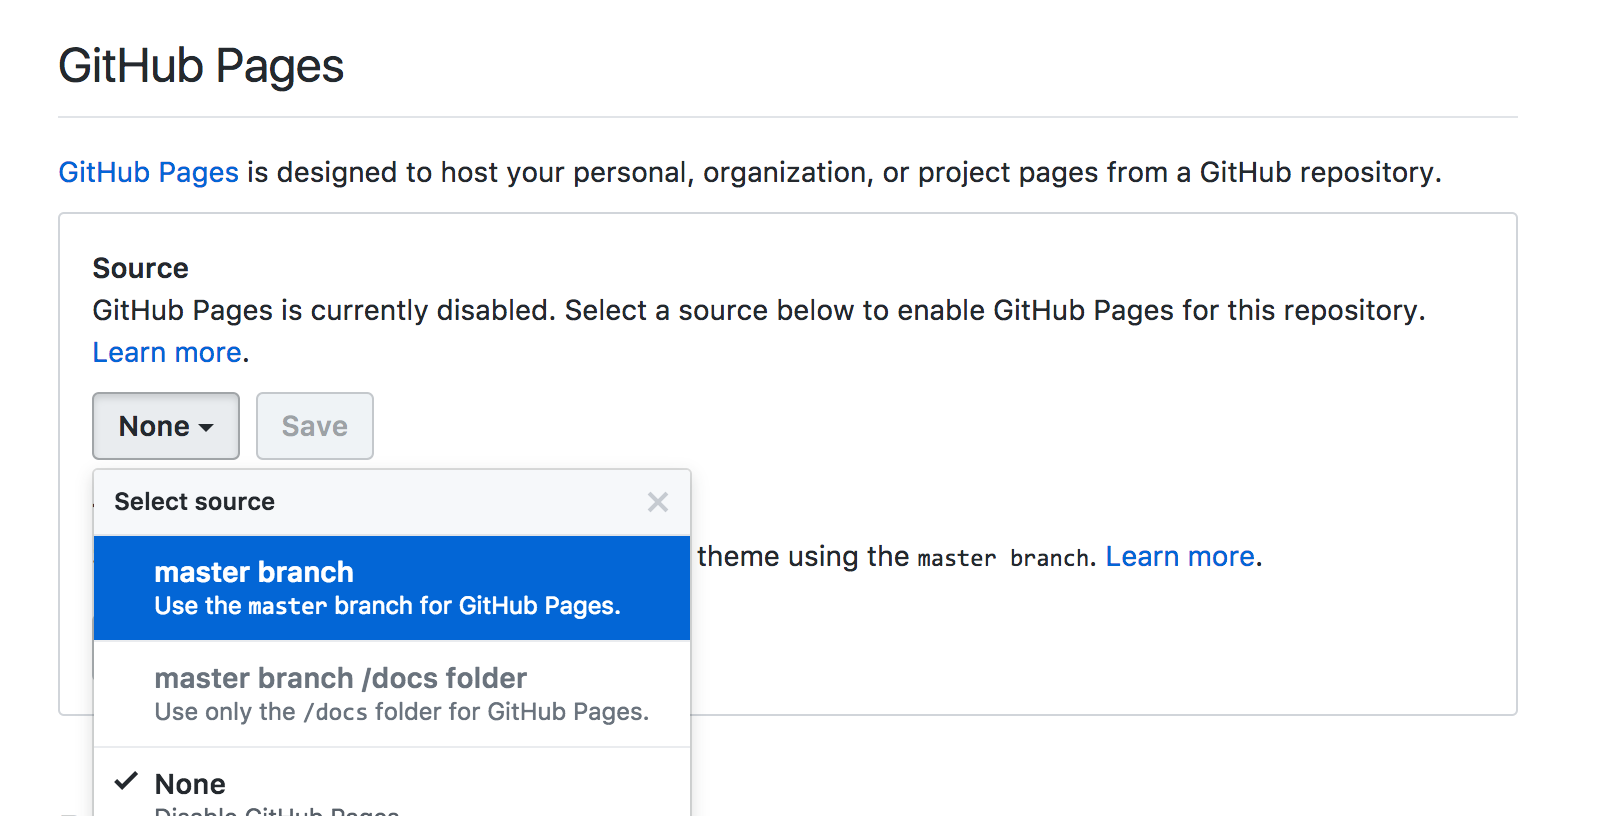 GitHub Pages
GitHub Pages is designed to host your personal, organization, or project pages from a GitHub repository.
Source
GitHub Pages is currently disabled. Select a source below to enable GitHub Pages for this repository.
Learn more.
None Save
Select source
theme using the master branch. Learn more.
master branch
Use the master branch for GitHub Pages.
master branch /docs folder
Use only the /docs folder for GitHub Pages.
None
Disable GitHub Pages.